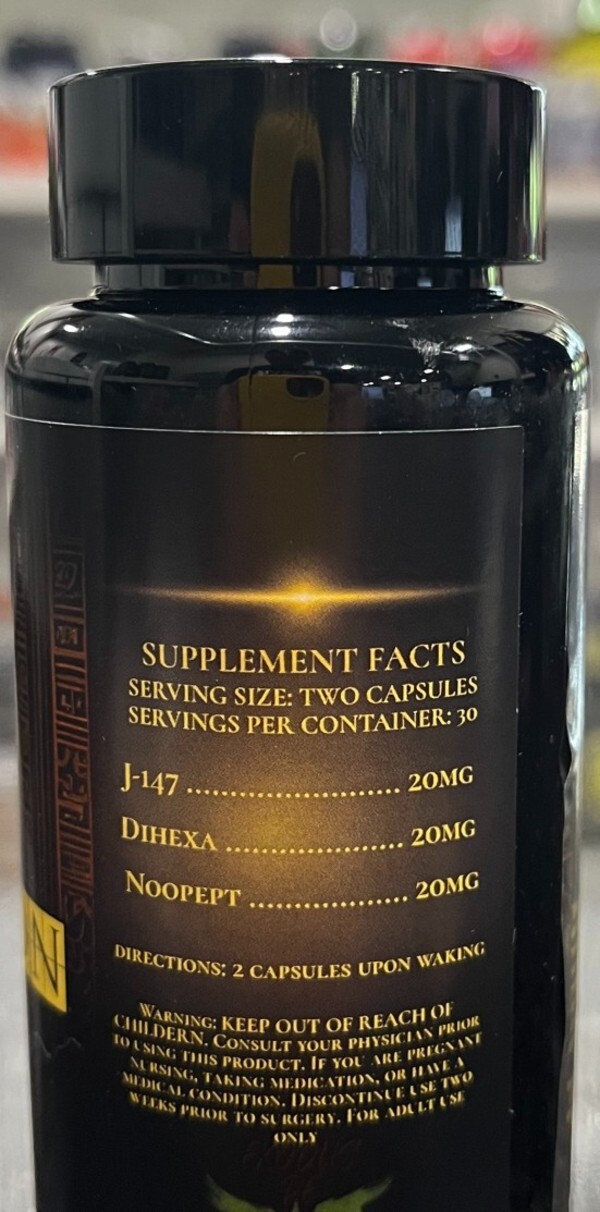 SUPPLEMENT FACTS
SERVING SIZE: TWO CAPSULES
SERVINGS PER CONTAINER: 30
J-147 .......................... 20MG
DIHEXA ...................... 20MG
NOOPEPT ................... 20MG
DIRECTIONS: 2 CAPSULES UPON WAKING
WARNING: KEEP OUT OF REACH OF
CHILDERN. CONSULT YOUR PHYSICIAN PRIOR
TO USING THIS PRODUCT. IF YOU ARE PREGNANT
NURSING, TAKING MEDICATION, OR HAVE A
MEDICAL CONDITION. DISCONTINUE USE TWO
WEEKS PRIOR TO SURGERY. FOR ADULT USE
ONLY